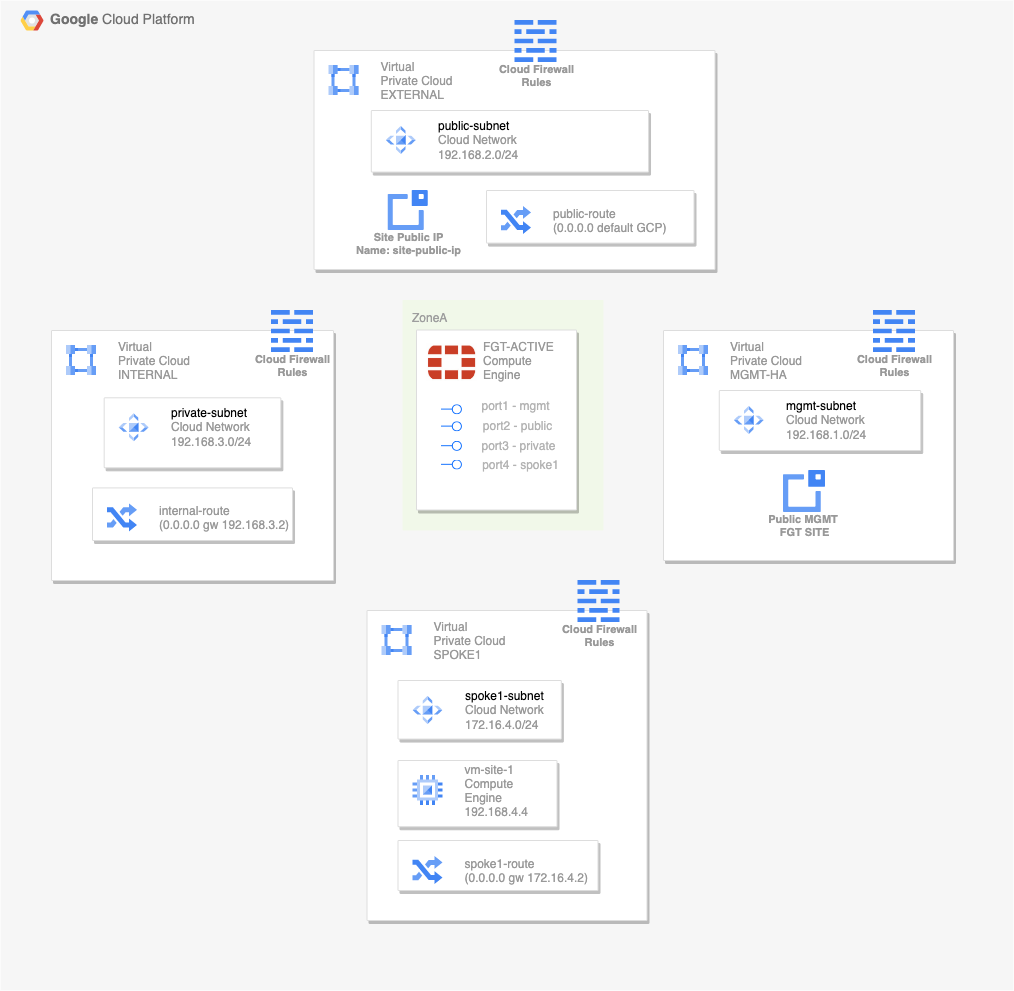 Google Cloud Platform
Cloud Firewall
Rules
Virtual
Private Cloud
EXTERNAL
public-subnet
Cloud Network
192.168.2.0/24
Site Public IP
Name: site-public-ip
public-route
(0.0.0.0 default GCP)
Virtual
Private Cloud
INTERNAL
Cloud Firewall
Rules
private-subnet
Cloud Network
192.168.3.0/24
internal-route
(0.0.0.0 gw 192.168.3.2)
ZoneA
FGT-ACTIVE
Compute
Engine
port1 - mgmt
port2 - public
port3 - private
port4 - spoke1
Virtual
Private Cloud
MGMT-HA
Cloud Firewall
Rules
mgmt-subnet
Cloud Network
192.168.1.0/24
Public MGMT
FGT SITE
Virtual
Private Cloud
SPOKE1
Cloud Firewall
Rules
spoke1-subnet
Cloud Network
172.16.4.0/24
vm-site-1
Compute
Engine
192.168.4.4
spoke1-route
(0.0.0.0 gw 172.16.4.2)